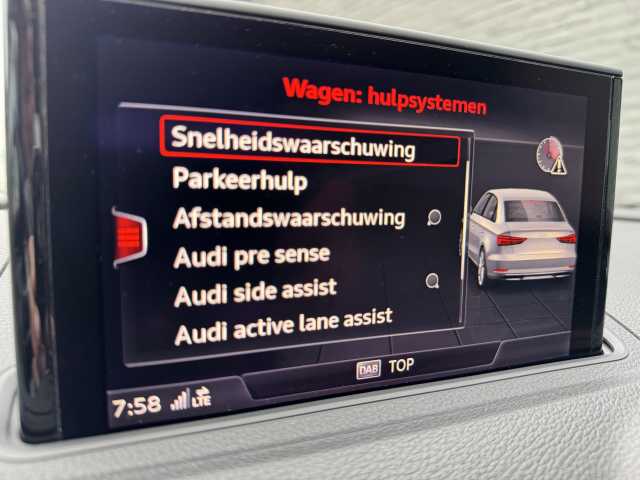 Wagen: hulpsystemen
Snelheidswaarschuwing
Parkeerhulp
Afstandswaarschuwing
Audi pre sense
Audi side assist
Audi active lane assist
DAB TOP
7:58 LTE